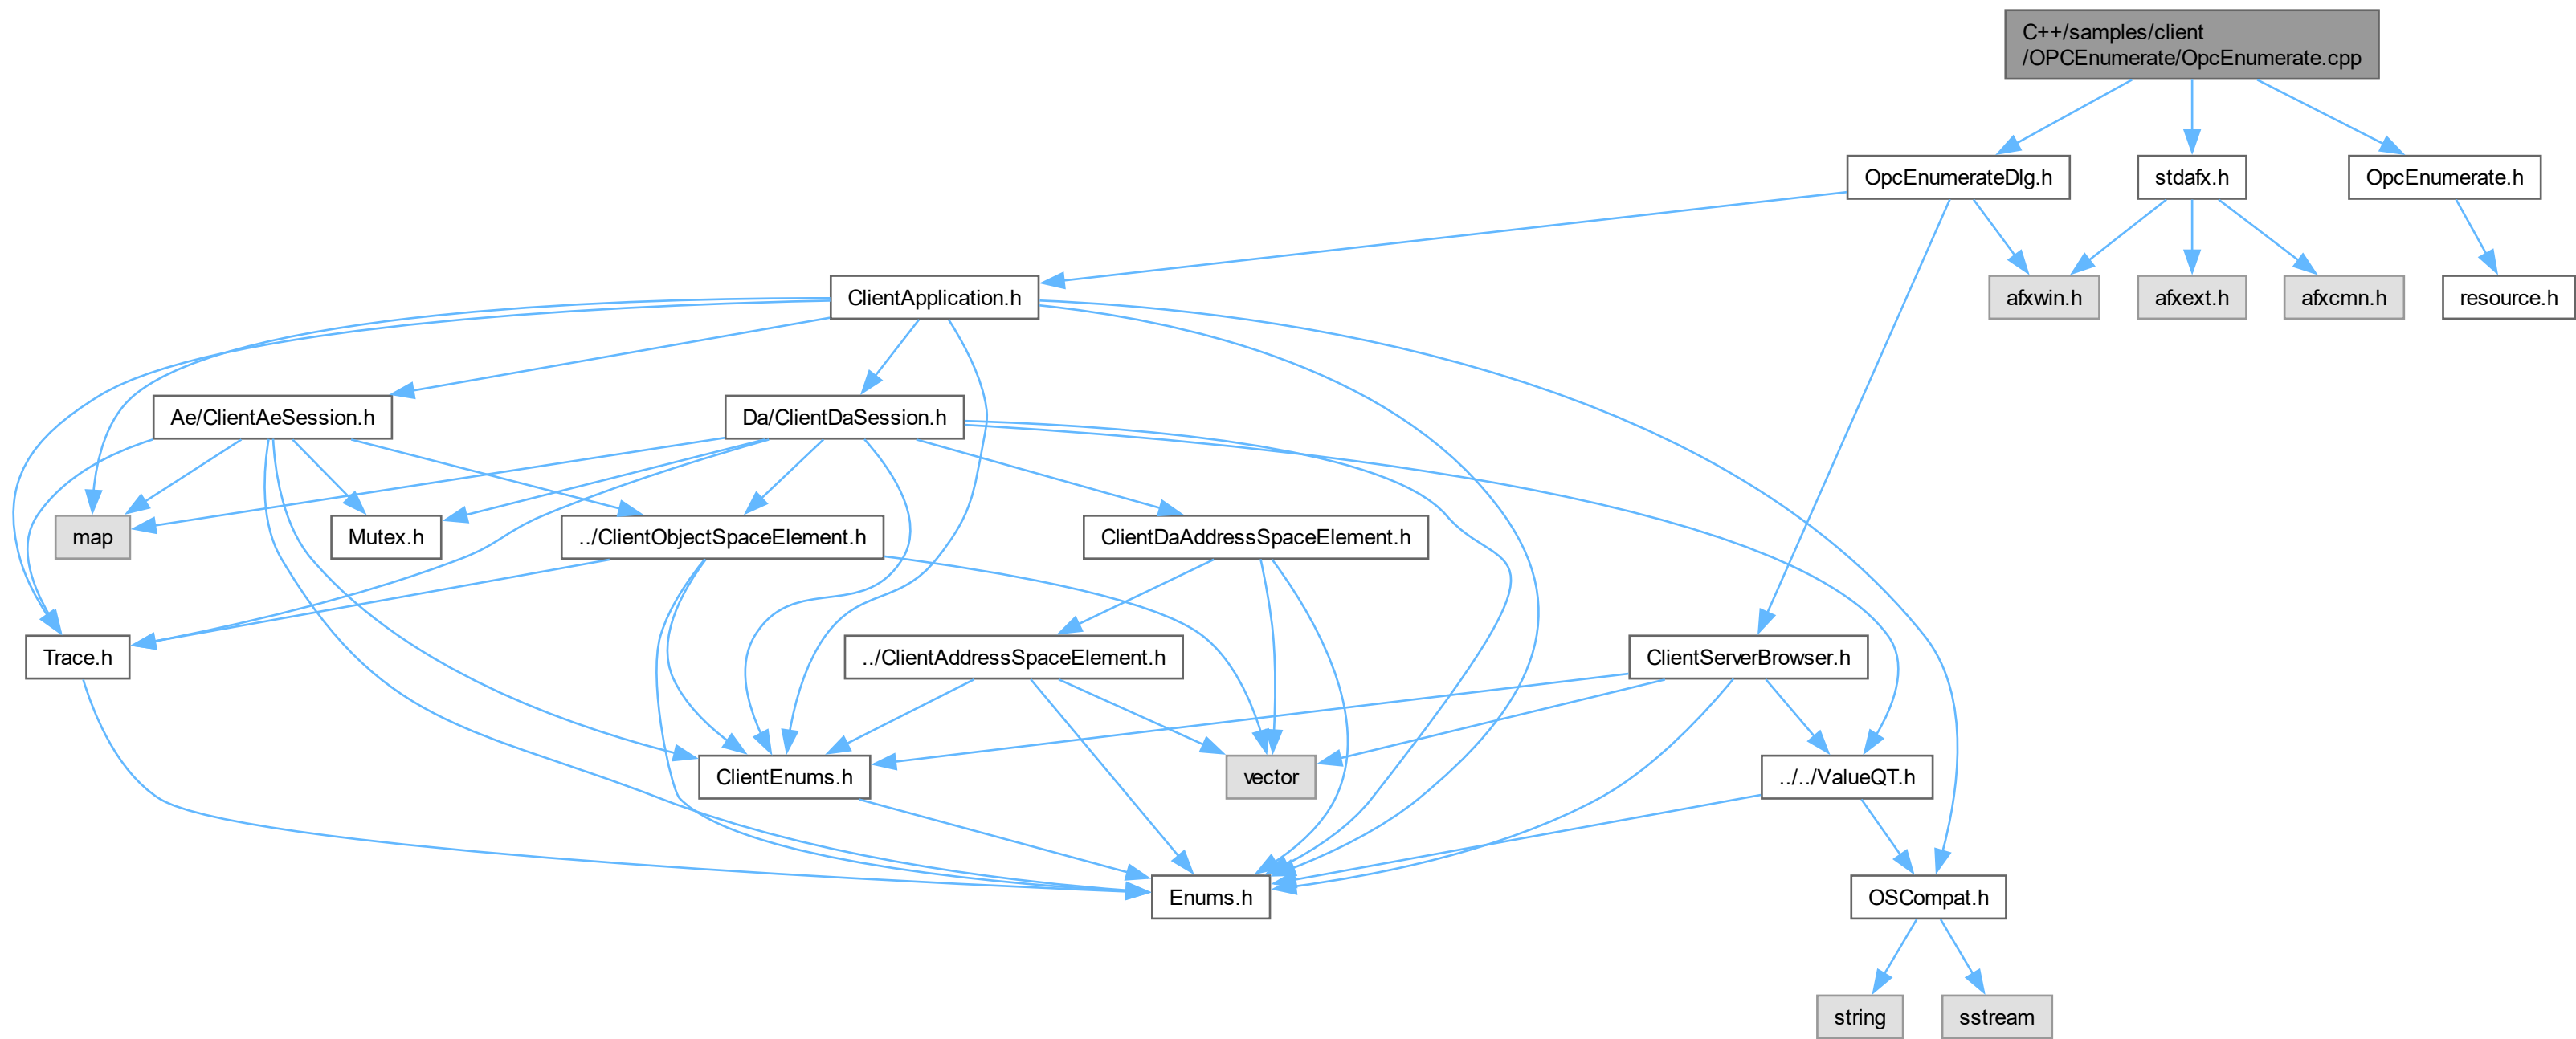 C++/samples/client
/OPCEnumerate/OpcEnumerate.cpp
OpcEnumerateDlg.h
stdafx.h
OpcEnumerate.h
ClientApplication.h
afxwin.h
afxext.h
afxcmn.h
resource.h
Ae/ClientAeSession.h
Da/ClientDaSession.h
map
Mutex.h
../ClientObjectSpaceElement.h
ClientDaAddressSpaceElement.h
Trace.h
../ClientAddressSpaceElement.h
ClientServerBrowser.h
ClientEnums.h
vector
../../ValueQT.h
Enums.h
OSCompat.h
string
sstream